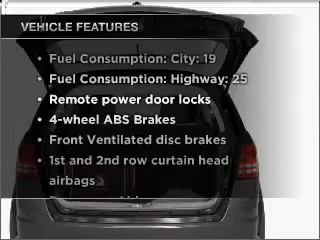 VEHICLE FEATURES
• Fuel Consumption: City: 19
• Fuel Consumption: Highway: 25
• Remote power door locks
• 4-wheel ABS Brakes
• Front Ventilated disc brakes
• 1st and 2nd row curtain head
airbags